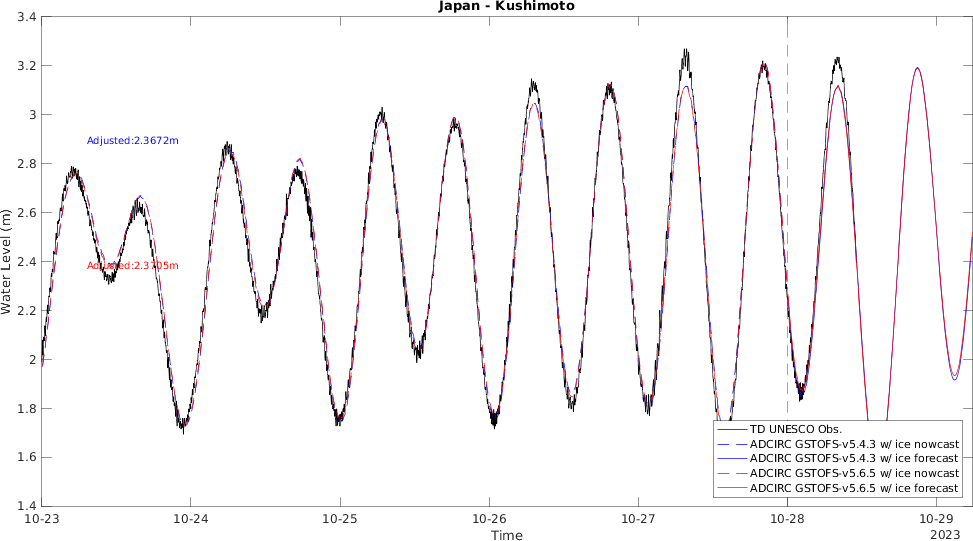 Japan - Kushimoto
3.4
3.2
3
2.8
2.6
2.4
2.2
2
1.8
1.6
1.4
Water Level (m)
Adjusted:2.3672m
Adjusted:2.3705m
TD UNESCO Obs.
ADCIRC GSTOFS-v5.4.3 w/ ice nowcast
ADCIRC GSTOFS-v5.4.3 w/ ice forecast
ADCIRC GSTOFS-v5.6.5 w/ ice nowcast
ADCIRC GSTOFS-v5.6.5 w/ ice forecast
10-23 10-24 10-25 10-26 10-27 10-28 10-29
Time
2023